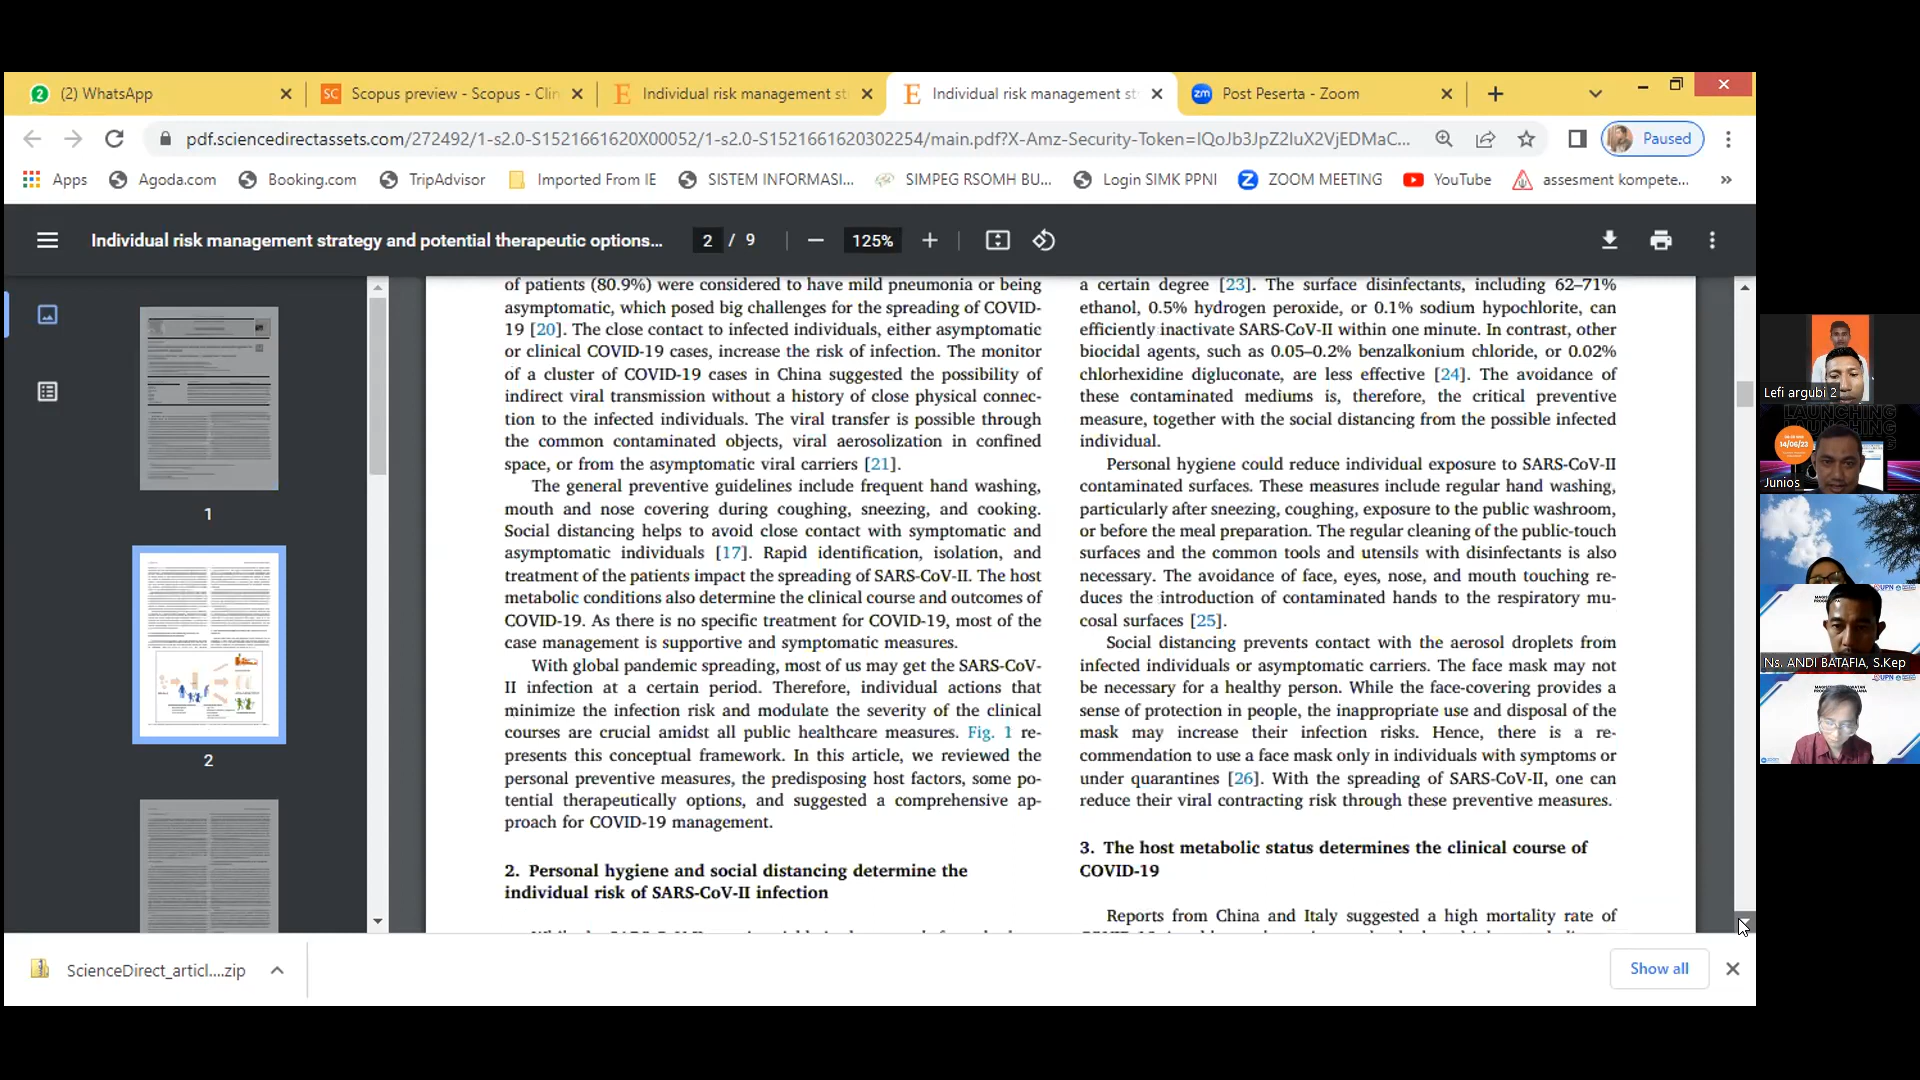 (2) WhatsApp
Scopus preview - Scopus - Clin
Individual risk management st
Individual risk management st
Post Peserta - Zoom
pdf.sciencedirectassets.com/272492/1-s2.0-S1521661620X00052/1-s2.0-S1521661620302254/main.pdf?X-Amz-Security-Token=IQoJb3JpZ2luX2VjEDMaC...
Paused
Apps
Agoda.com
Booking.com
TripAdvisor
Imported From IE
SISTEM INFORMASI...
SIMPEG RSOMH BU...
Login SIMK PPNI
ZOOM MEETING
YouTube
assesment kompete...
Individual risk management strategy and potential therapeutic options...
2 / 9
125%
1
2
of patients (80.9%) were considered to have mild pneumonia or being
asymptomatic, which posed big challenges for the spreading of COVID-
19 [20]. The close contact to infected individuals, either asymptomatic
or clinical COVID-19 cases, increase the risk of infection. The monitor
of a cluster of COVID-19 cases in China suggested the possibility of
indirect viral transmission without a history of close physical connec-
tion to the infected individuals. The viral transfer is possible through
the common contaminated objects, viral aerosolization in confined
space, or from the asymptomatic viral carriers [21].
The general preventive guidelines include frequent hand washing,
mouth and nose covering during coughing, sneezing, and cooking.
Social distancing helps to avoid close contact with symptomatic and
asymptomatic individuals [17]. Rapid identification, isolation, and
treatment of the patients impact the spreading of SARS-CoV-II. The host
metabolic conditions also determine the clinical course and outcomes of
COVID-19. As there is no specific treatment for COVID-19, most of the
case management is supportive and symptomatic measures.
With global pandemic spreading, most of us may get the SARS-CoV-
II infection at a certain period. Therefore, individual actions that
minimize the infection risk and modulate the severity of the clinical
courses are crucial amidst all public healthcare measures. Fig. 1 re-
presents this conceptual framework. In this article, we reviewed the
personal preventive measures, the predisposing host factors, some po-
tential therapeutically options, and suggested a comprehensive ap-
proach for COVID-19 management.
2. Personal hygiene and social distancing determine the
individual risk of SARS-CoV-II infection
a certain degree [23]. The surface disinfectants, including 62–71%
ethanol, 0.5% hydrogen peroxide, or 0.1% sodium hypochlorite, can
efficiently inactivate SARS-CoV-II within one minute. In contrast, other
biocidal agents, such as 0.05–0.2% benzalkonium chloride, or 0.02%
chlorhexidine digluconate, are less effective [24]. The avoidance of
these contaminated mediums is, therefore, the critical preventive
measure, together with the social distancing from the possible infected
individual.
Personal hygiene could reduce individual exposure to SARS-CoV-II
contaminated surfaces. These measures include regular hand washing,
particularly after sneezing, coughing, exposure to the public washroom,
or before the meal preparation. The regular cleaning of the public-touch
surfaces and the common tools and utensils with disinfectants is also
necessary. The avoidance of face, eyes, nose, and mouth touching re-
duces the introduction of contaminated hands to the respiratory mu-
cosal surfaces [25].
Social distancing prevents contact with the aerosol droplets from
infected individuals or asymptomatic carriers. The face mask may not
be necessary for a healthy person. While the face-covering provides a
sense of protection in people, the inappropriate use and disposal of the
mask may increase their infection risks. Hence, there is a re-
commendation to use a face mask only in individuals with symptoms or
under quarantines [26]. With the spreading of SARS-CoV-II, one can
reduce their viral contracting risk through these preventive measures.
3. The host metabolic status determines the clinical course of
COVID-19
Reports from China and Italy suggested a high mortality rate of
ScienceDirect_articl....zip
Show all
Lefi argubi 2
LAUNCHING
14/06/23
Junios
UPN
Ns. ANDI BATAFIA, S.Kep
UPN